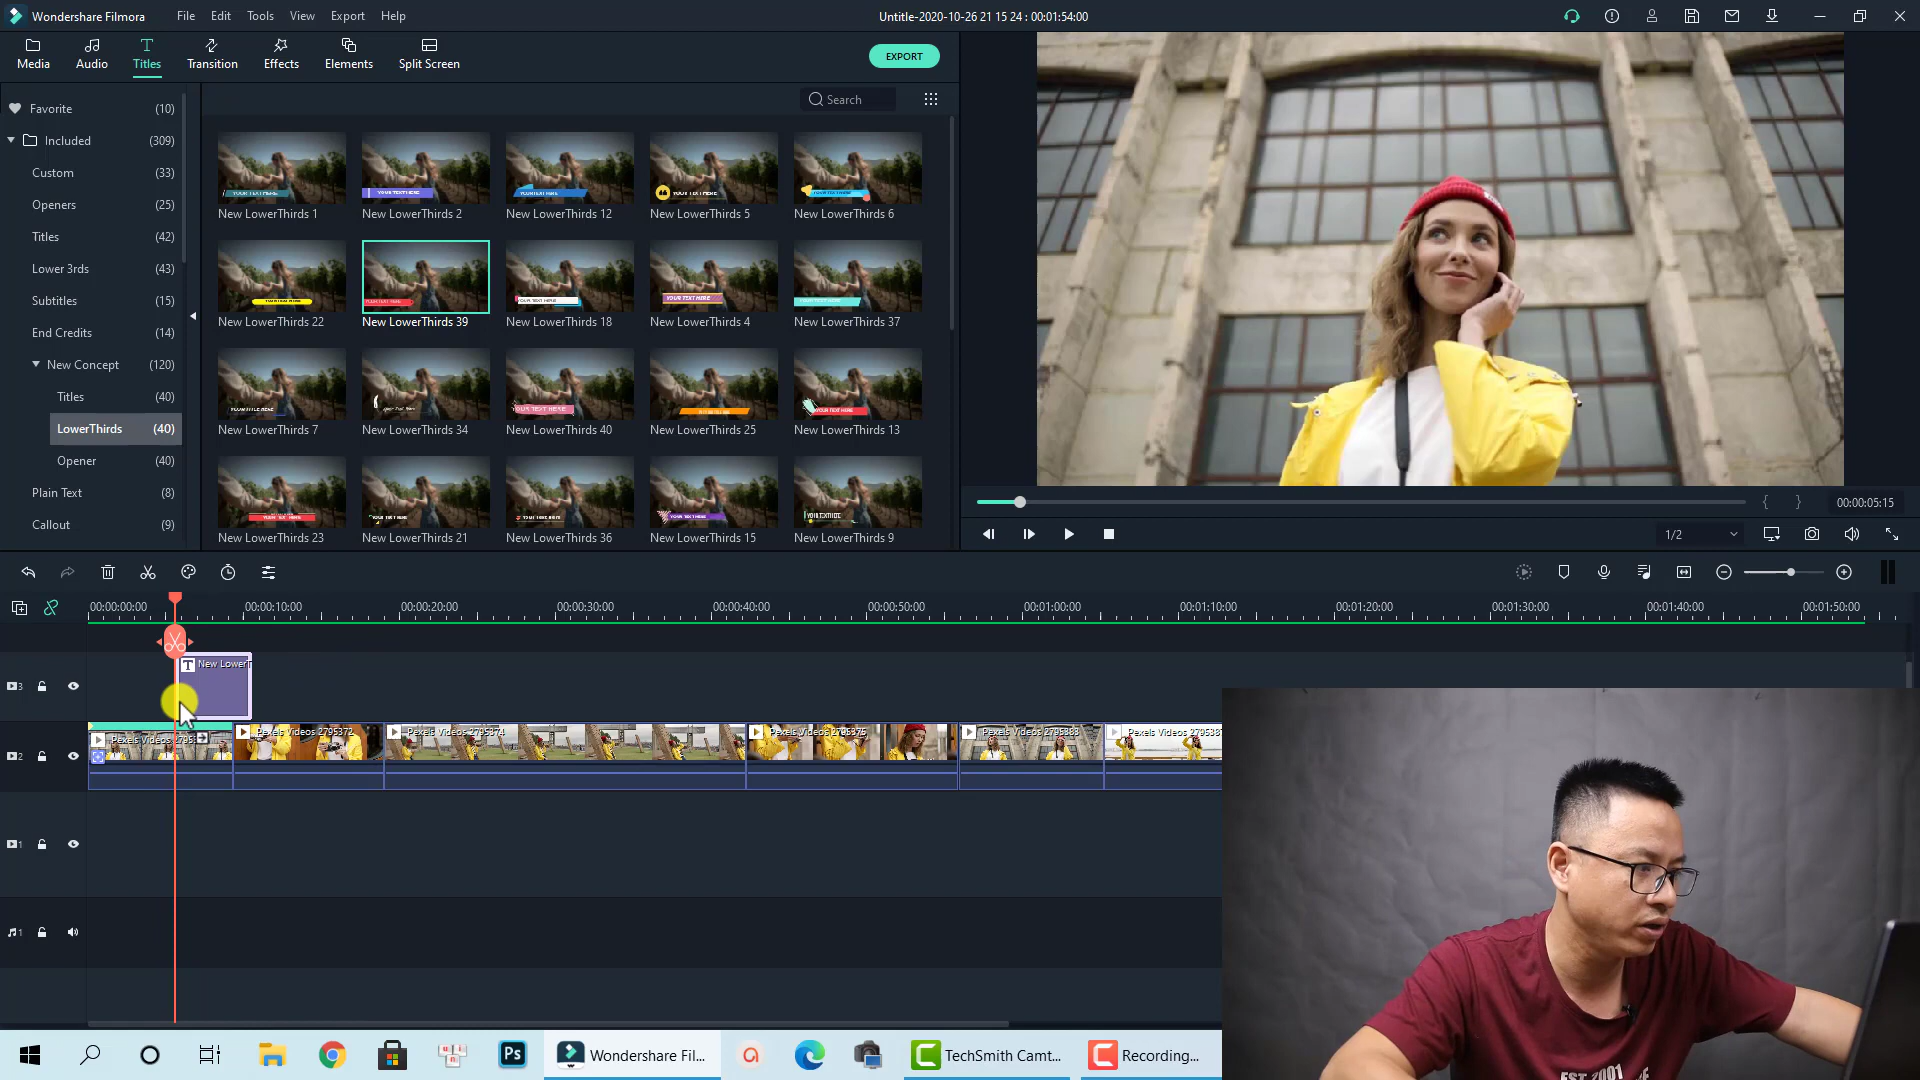 Wondershare Filmora
File
Edit
Tools
View
Export
Help
Untitle-2020-10-26 21 15 24 : 00:01:54:00
Media
Audio
Titles
Transition
Effects
Elements
Split Screen
EXPORT
Search
Favorite (10)
Included (309)
Custom (33)
Openers (25)
Titles (42)
Lower 3rds (43)
Subtitles (15)
End Credits (14)
New Concept (120)
Titles (40)
LowerThirds (40)
Opener (40)
Plain Text (8)
Callout (9)
New LowerThirds 1
New LowerThirds 2
New LowerThirds 12
New LowerThirds 5
New LowerThirds 6
New LowerThirds 22
New LowerThirds 39
New LowerThirds 18
New LowerThirds 4
New LowerThirds 37
New LowerThirds 7
New LowerThirds 34
New LowerThirds 40
New LowerThirds 25
New LowerThirds 13
New LowerThirds 23
New LowerThirds 21
New LowerThirds 36
New LowerThirds 15
New LowerThirds 9
00:00:05:15
1/2
00:00:00:00
00:00:10:00
00:00:20:00
00:00:30:00
00:00:40:00
00:00:50:00
00:01:00:00
00:01:10:00
00:01:20:00
00:01:30:00
00:01:40:00
00:01:50:00
3
New LowerT
2
Pexels Videos 2795
Pexels Videos 2795372
Pexels Videos 2795374
Pexels Videos 2795375
Pexels Videos 2795383
Pexels Videos 279538
1
1
Ps
Wondershare Fil...
TechSmith Camt...
Recording...
EST 2001